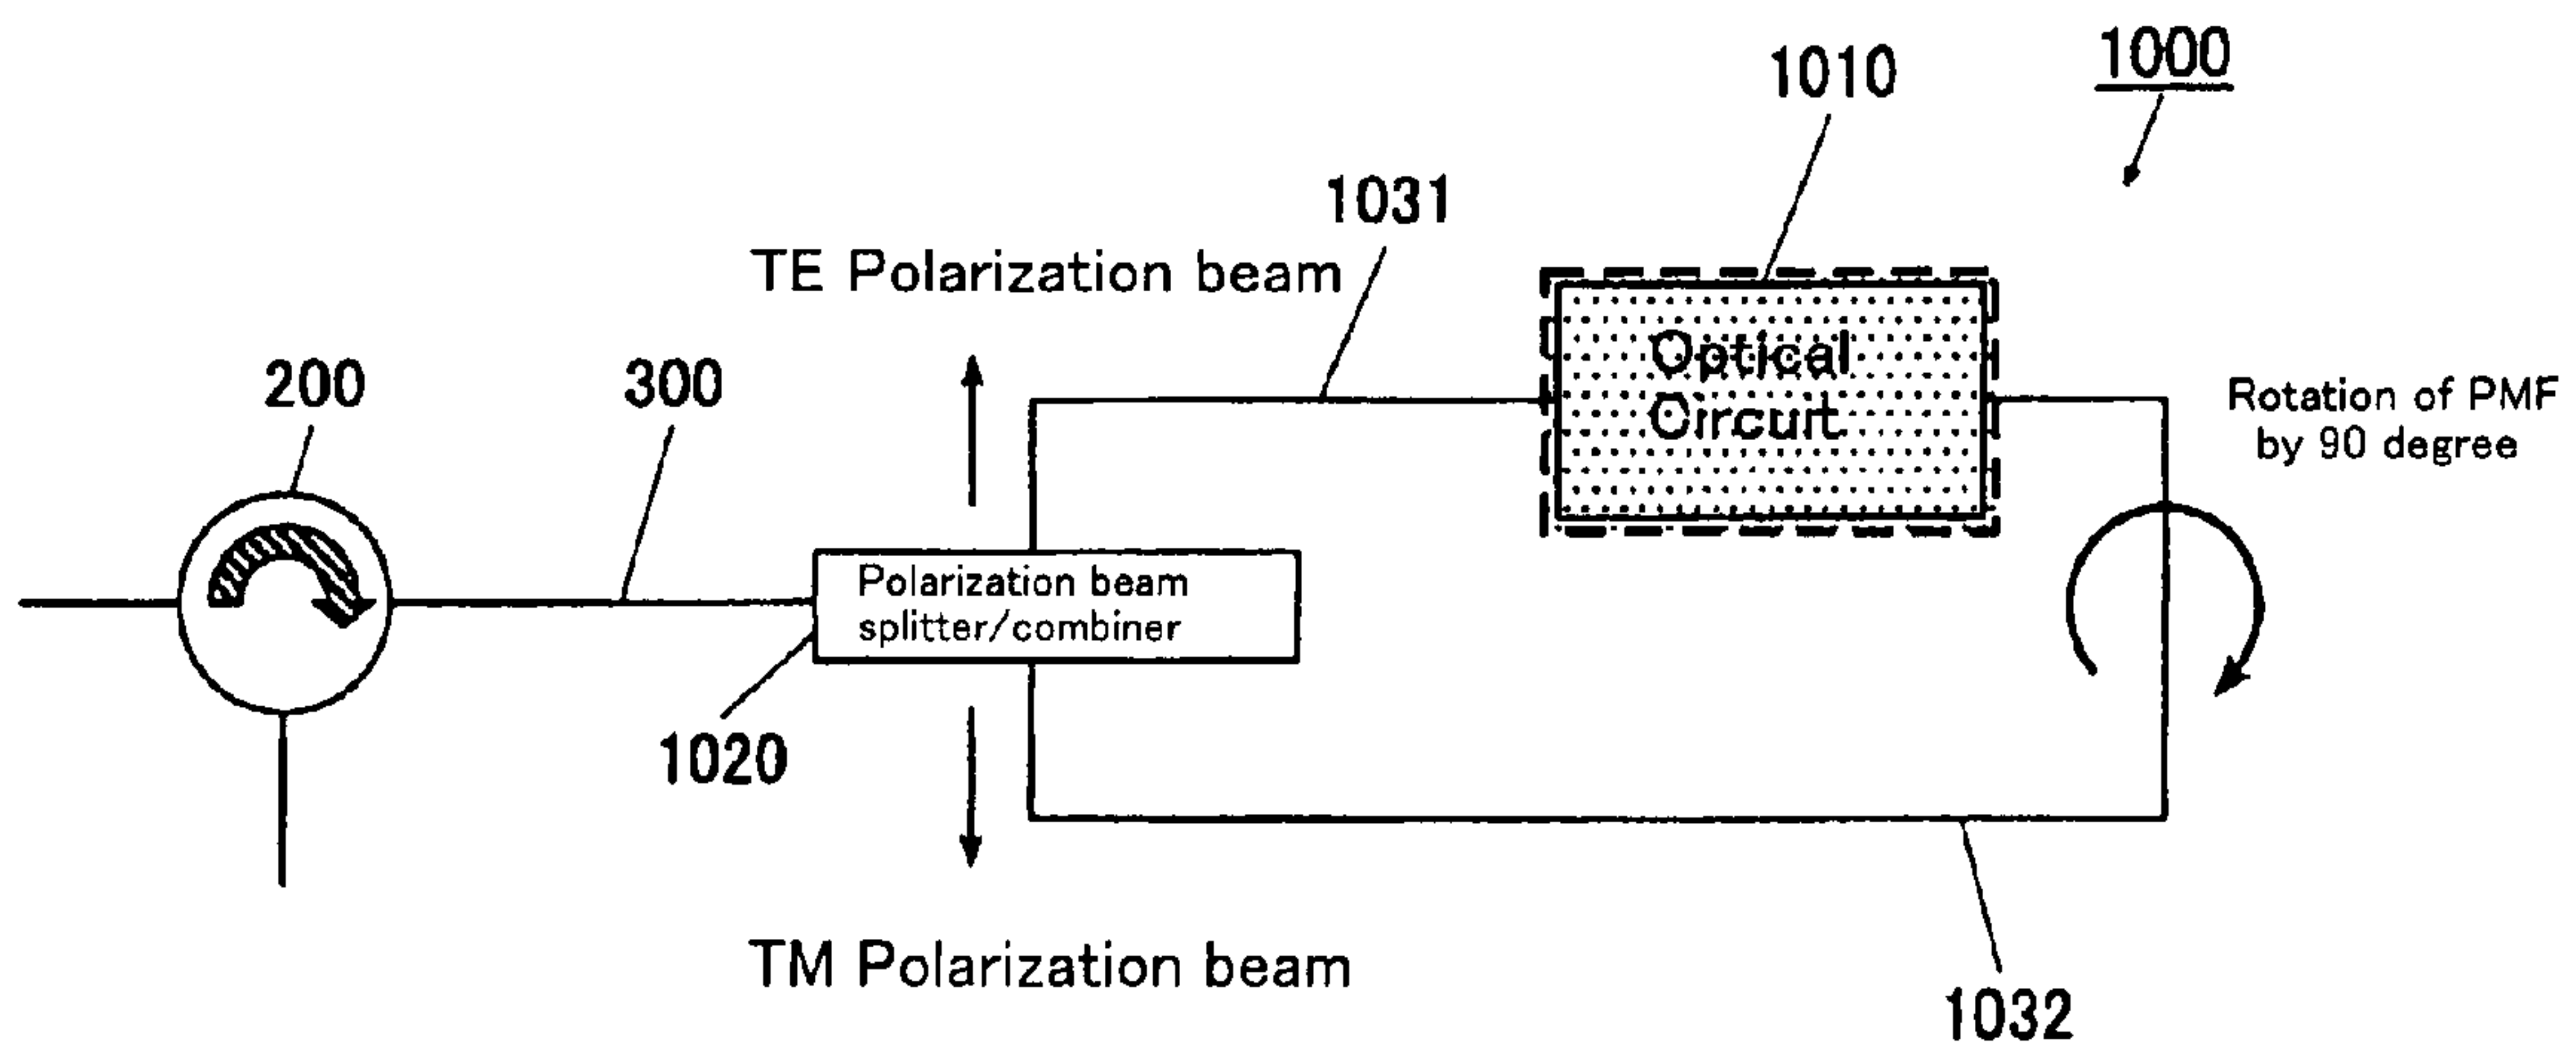 1000
1010
1031
TE Polarization beam
Optical
Circuit
200
300
Rotation of PMF
by 90 degree
Polarization beam
splitter/combiner
1020
TM Polarization beam
1032